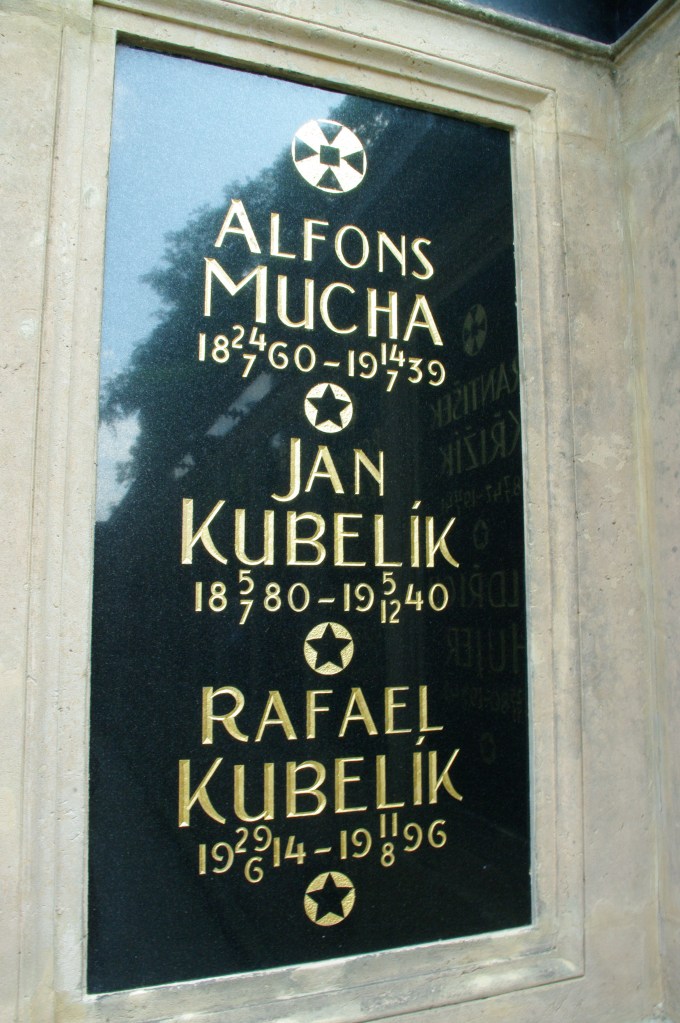 ALFONS
MUCHA
18 24/7 60 – 19 14/7 39
JAN
KUBELÍK
18 5/7 80 – 19 5/12 40
RAFAEL
KUBELÍK
19 29/6 14 – 19 11/8 96